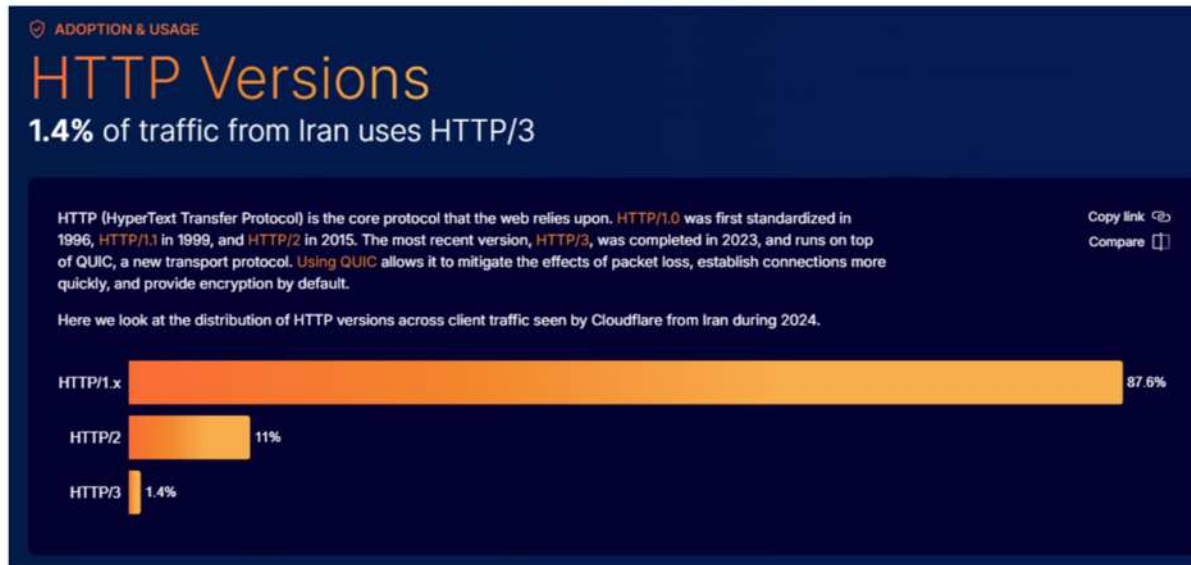 ADOPTION & USAGE
HTTP Versions
1.4% of traffic from Iran uses HTTP/3
HTTP (HyperText Transfer Protocol) is the core protocol that the web relies upon. HTTP/1.0 was first standardized in
1996, HTTP/1.1 in 1999, and HTTP/2 in 2015. The most recent version, HTTP/3, was completed in 2023, and runs on top
of QUIC, a new transport protocol. Using QUIC allows it to mitigate the effects of packet loss, establish connections more
quickly, and provide encryption by default.
Copy link
Compare
Here we look at the distribution of HTTP versions across client traffic seen by Cloudflare from Iran during 2024.
HTTP/1.x 87.6%
HTTP/2 11%
HTTP/3 1.4%